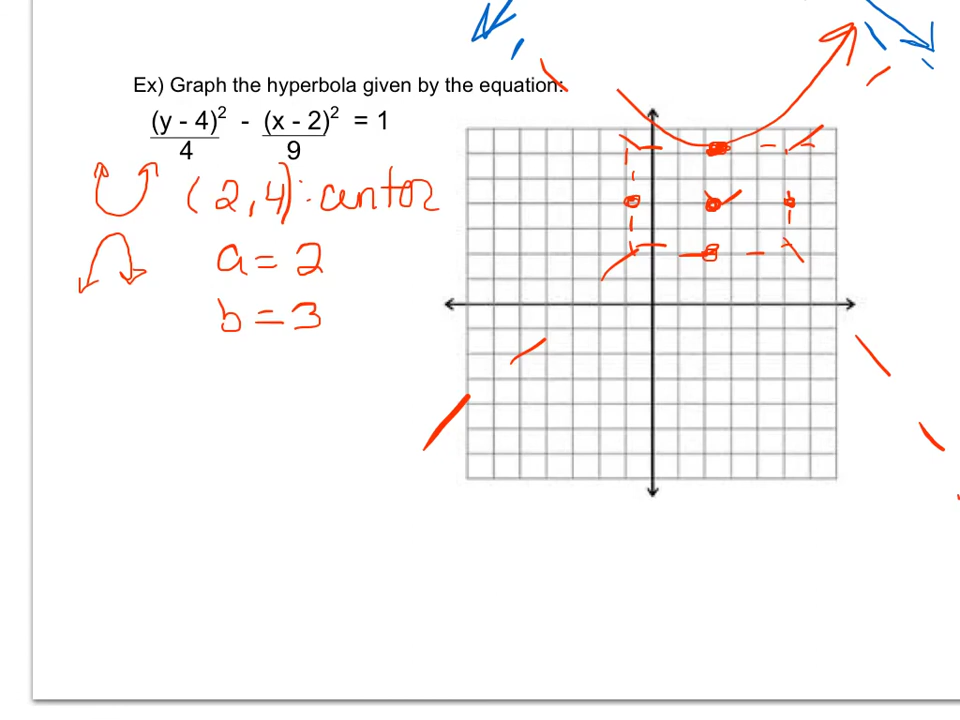 Ex) Graph the hyperbola given by the equation:
(y - 4)² - (x - 2)² = 1
4 9
(2,4): centor
a = 2
b = 3